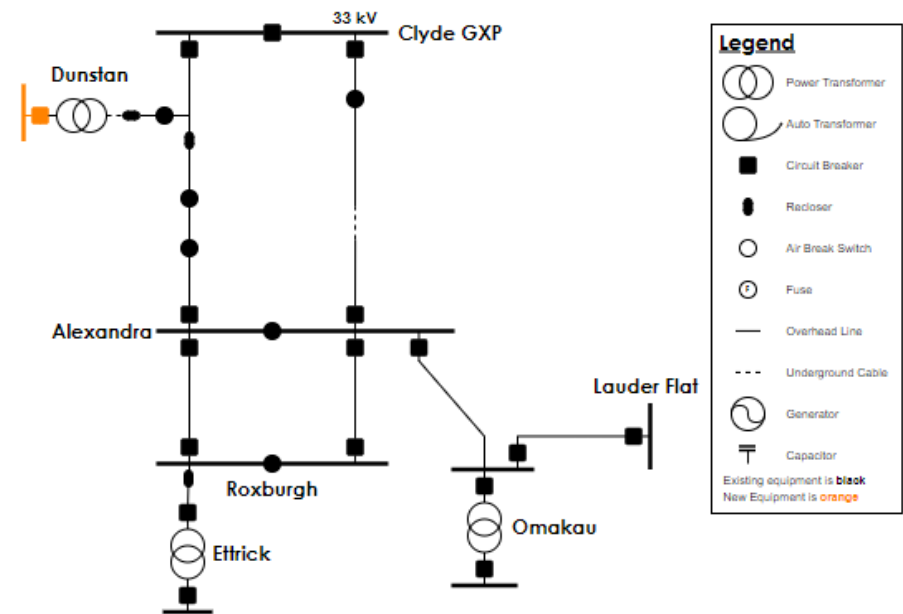 33 kV
Clyde GXP
Dunstan
Alexandra
Lauder Flat
Roxburgh
Omakau
Ettrick
Legend
Power Transformer
Auto Transformer
Circuit Breaker
Recloser
Air Break Switch
F
Fuse
Overhead Line
Underground Cable
Generator
Capacitor
Existing equipment is black
New Equipment is orange